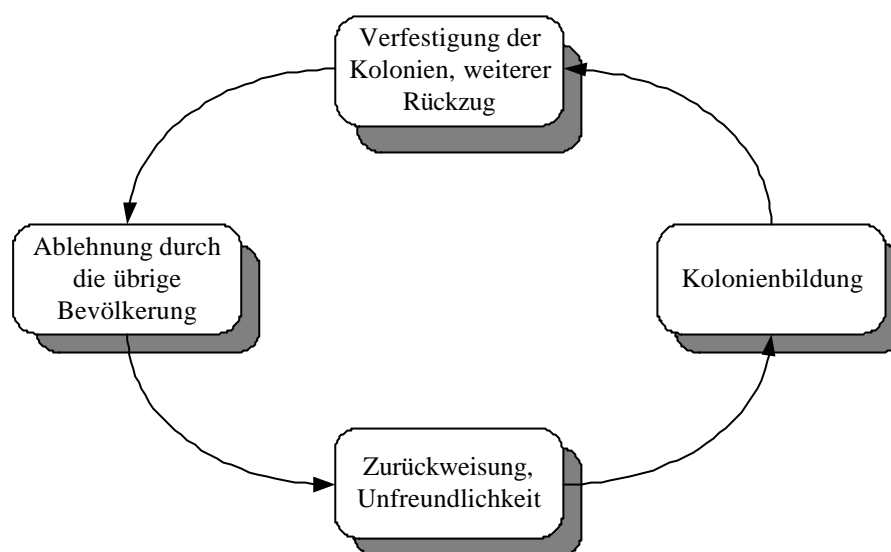 Verfestigung der
Kolonien, weiterer
Rückzug
Ablehnung durch
die übrige
Bevölkerung
Kolonienbildung
Zurückweisung,
Unfreundlichkeit